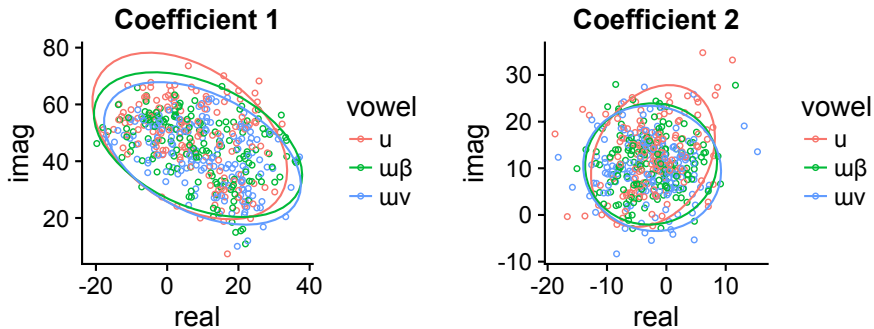 Coefficient 1
imag
80
60
40
20
-20
0
20
40
real
vowel
u
ɯβ
ɯv
Coefficient 2
imag
30
20
10
0
-10
-20
-10
0
10
real
vowel
u
ɯβ
ɯv